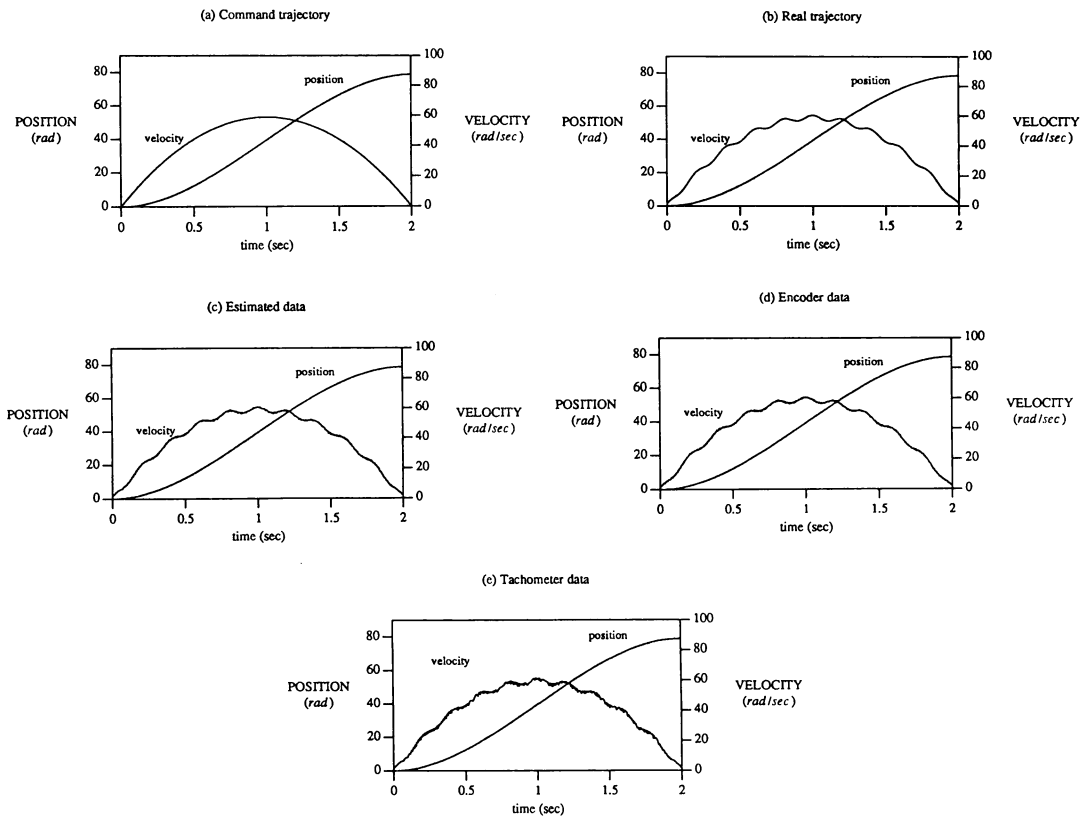 (a) Command trajectory
100
80
80
position
60
60
POSITION
(rad)
VELOCITY
(rad/sec)
velocity
40
40
20
20
0
0
0 0.5 1 1.5 2
time (sec)
(b) Real trajectory
100
80
80
position
60
60
POSITION
(rad)
VELOCITY
(rad/sec)
velocity
40
40
20
20
0
0
0 0.5 1 1.5 2
time (sec)
(c) Estimated data
100
80
80
position
60
60
POSITION
(rad)
VELOCITY
(rad/sec)
velocity
40
40
20
20
0
0
0 0.5 1 1.5 2
time (sec)
(d) Encoder data
100
80
80
position
60
60
POSITION
(rad)
VELOCITY
(rad/sec)
velocity
40
40
20
20
0
0
0 0.5 1 1.5 2
time (sec)
(e) Tachometer data
100
80
80
position
velocity
60
60
POSITION
(rad)
VELOCITY
(rad/sec)
40
40
20
20
0
0
0 0.5 1 1.5 2
time (sec)